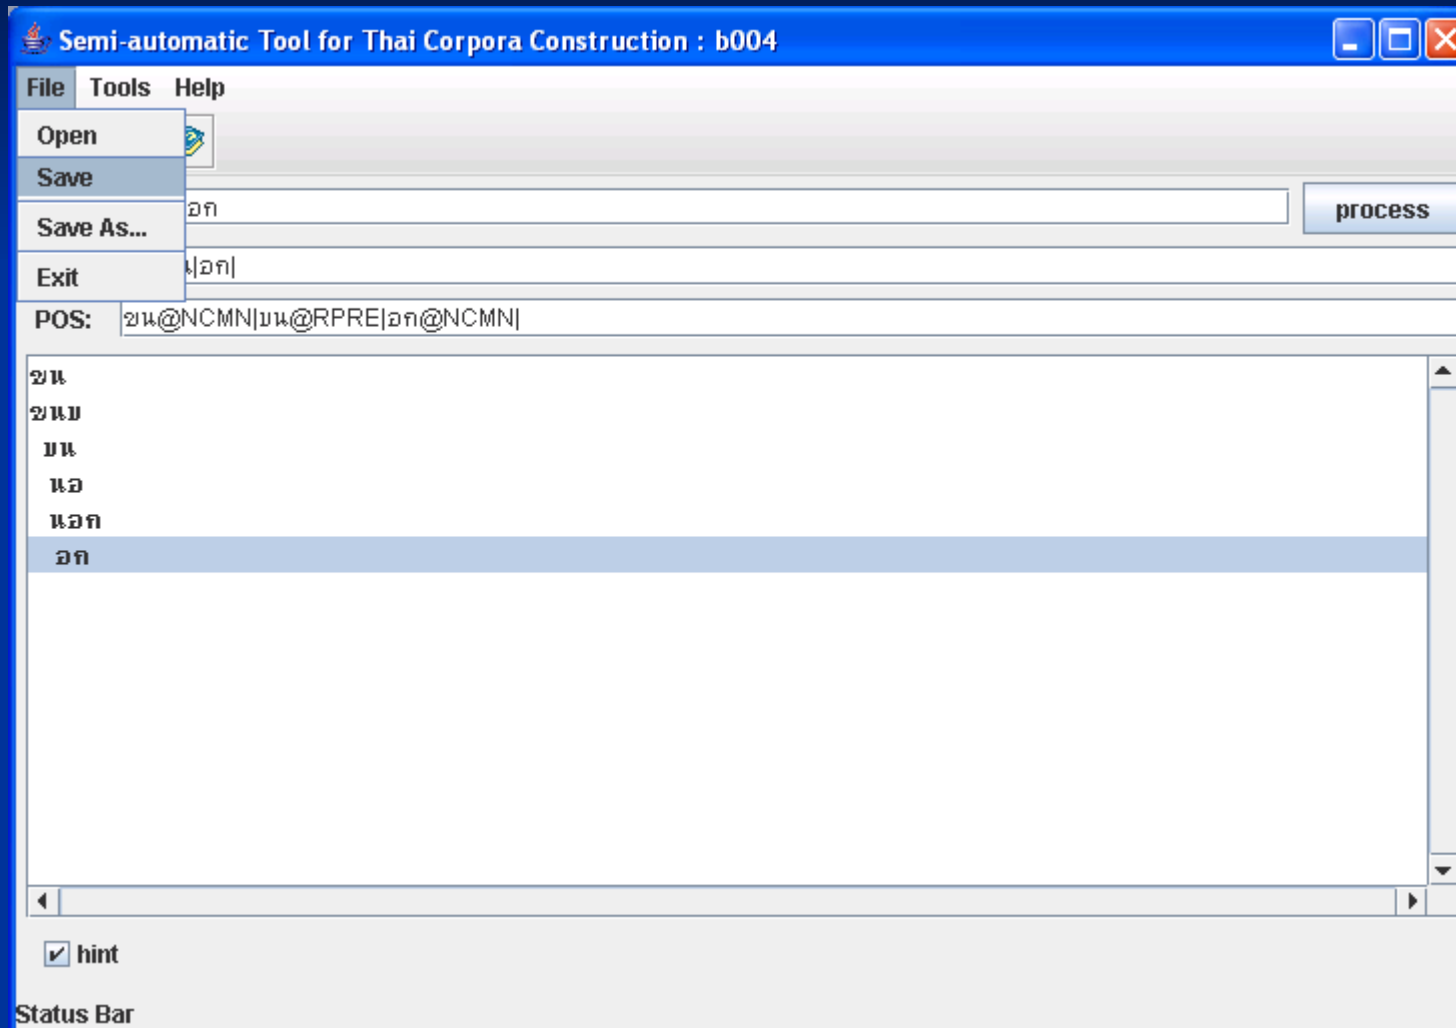 Semi-automatic Tool for Thai Corpora Construction : b004
File Tools Help
Open
Save
อก
process
Save As...
|อก|
Exit
POS: ขน@NCMN|บน@RPRE|อก@NCMN|
ขน
ขนบ
บน
นอ
นอก
อก
hint
Status Bar